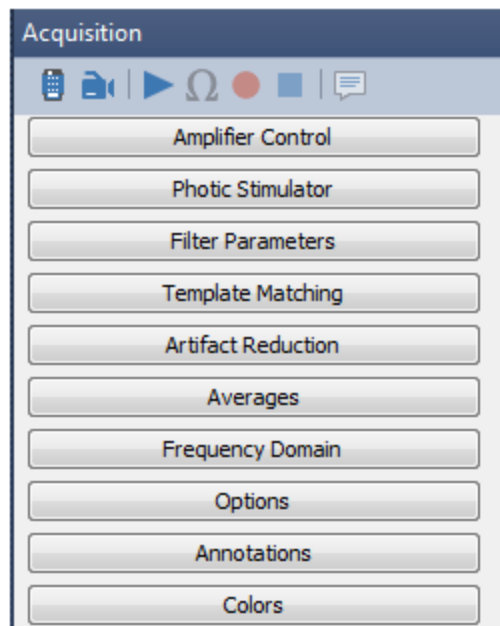 Acquisition
Ω
Amplifier Control
Photic Stimulator
Filter Parameters
Template Matching
Artifact Reduction
Averages
Frequency Domain
Options
Annotations
Colors